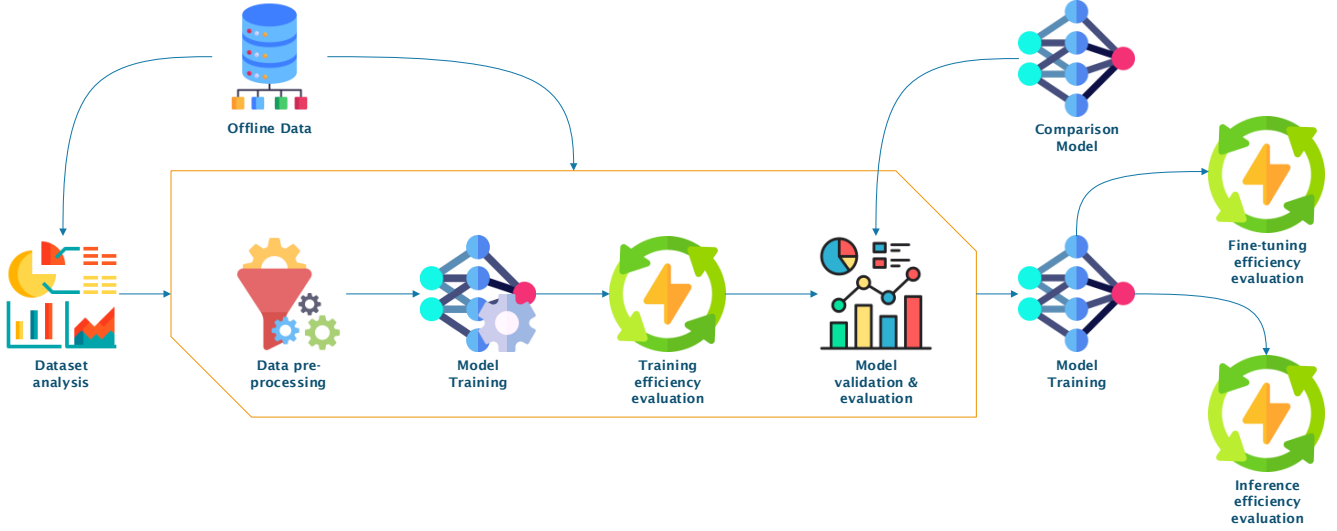 Offline Data
Comparison
Model
Fine-tuning
efficiency
evaluation
Dataset
analysis
Data pre-
processing
Model
Training
Training
efficiency
evaluation
Model
validation &
evaluation
Model
Training
Inference
efficiency
evaluation